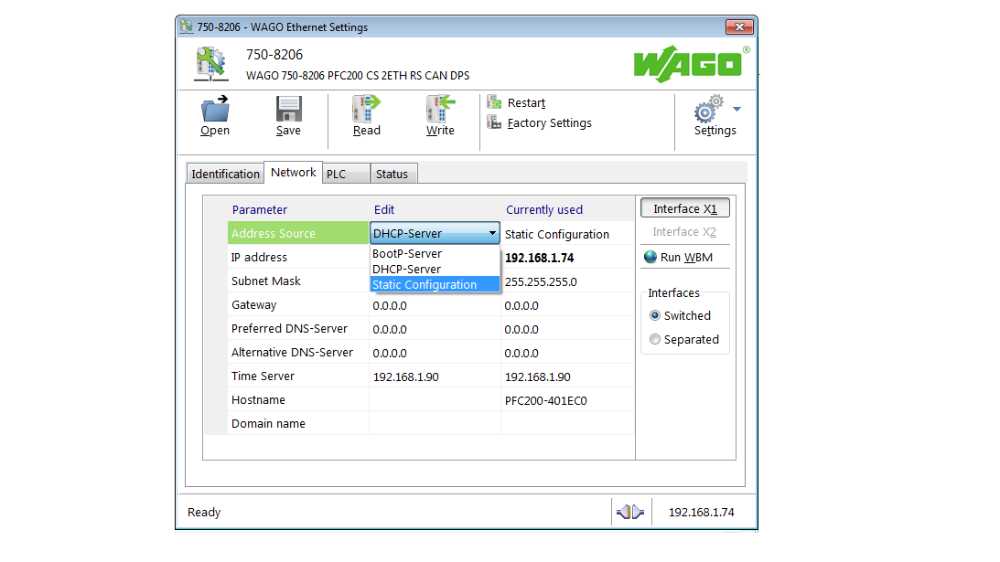 750-8206 - WAGO Ethernet Settings
750-8206
WAGO 750-8206 PFC200 CS 2ETH RS CAN DPS
WAGO®
Open Save Read Write Restart Factory Settings Settings
Identification Network PLC Status
Parameter Edit Currently used Interface X1
Address Source DHCP-Server Static Configuration Interface X2
BootP-Server
DHCP-Server
Static Configuration
IP address 192.168.1.74 Run WBM
Subnet Mask 255.255.255.0
Gateway 0.0.0.0 0.0.0.0
Preferred DNS-Server 0.0.0.0 0.0.0.0
Alternative DNS-Server 0.0.0.0 0.0.0.0
Time Server 192.168.1.90 192.168.1.90
Hostname PFC200-401EC0
Domain name
Interfaces
Switched
Separated
Ready 192.168.1.74